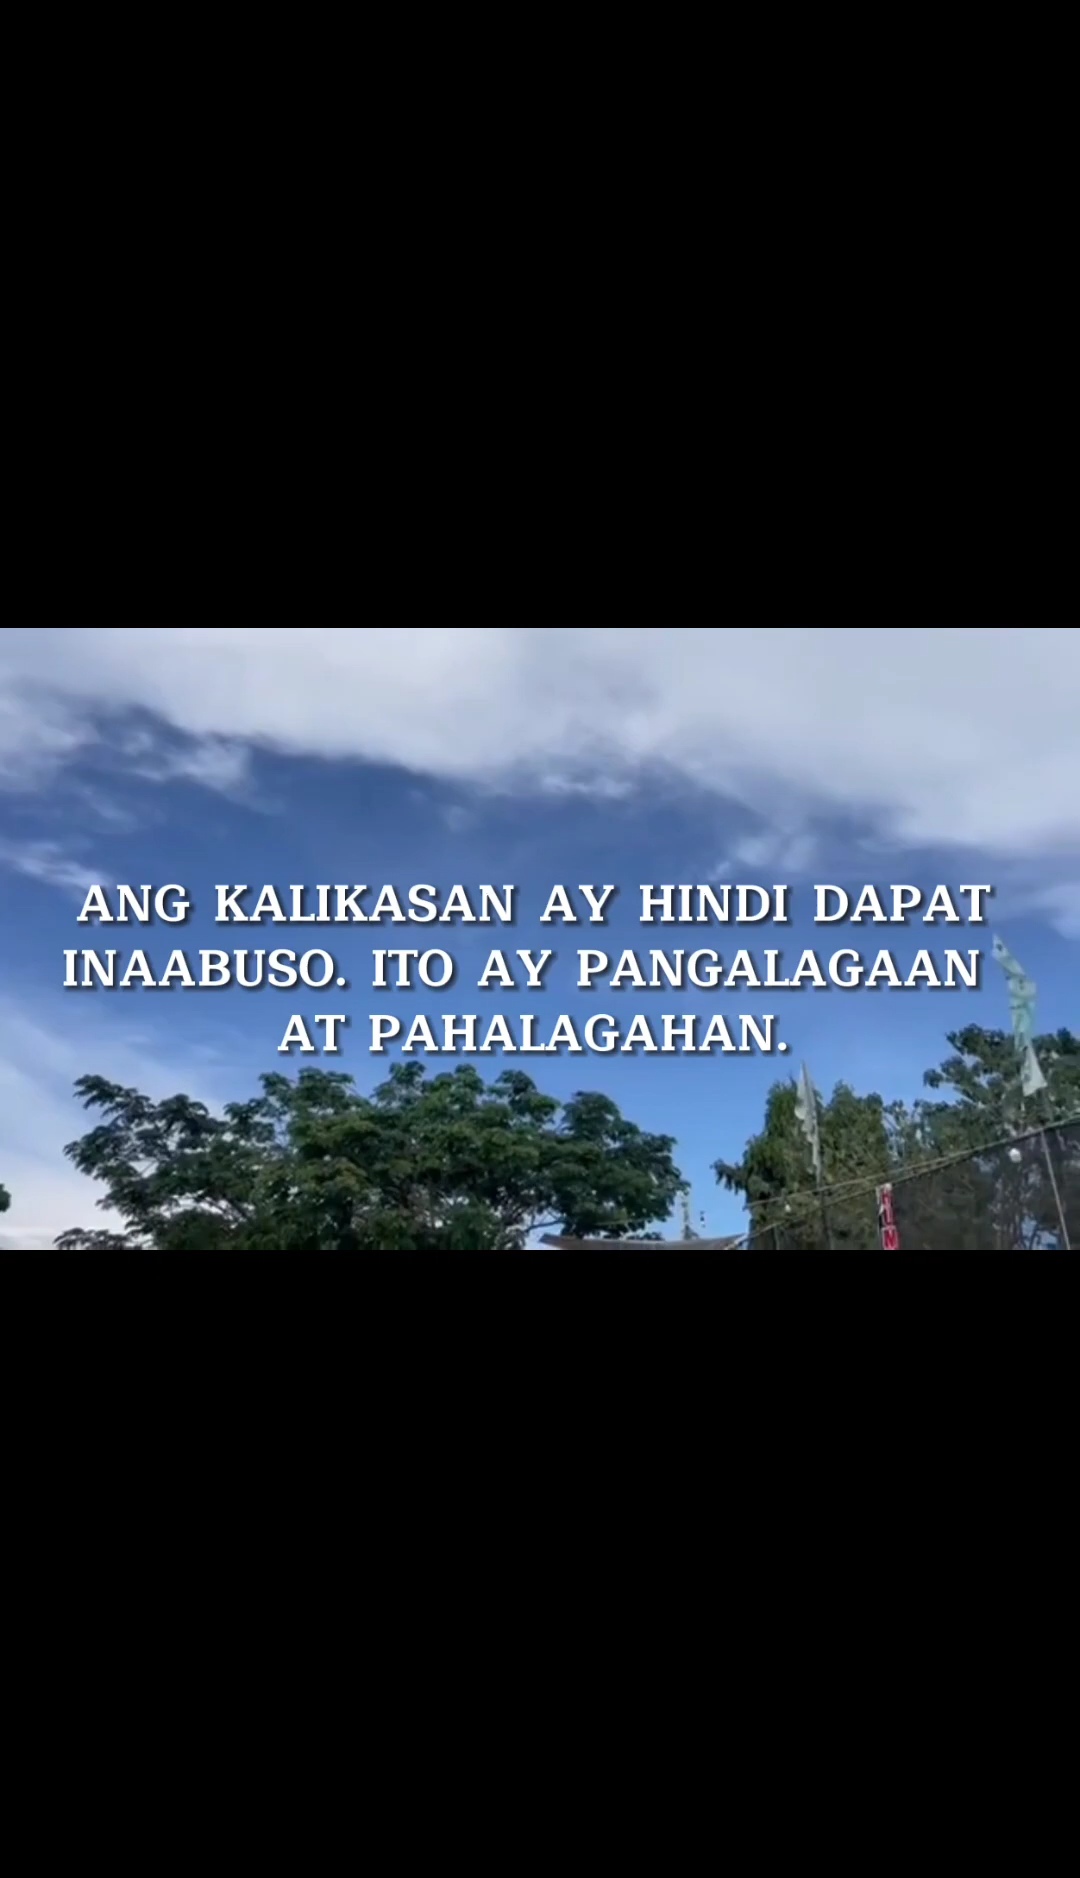 ANG KALIKASAN AY HINDI DAPAT
INAABUSO. ITO AY PANGALAGAAN
AT PAHALAGAHAN.